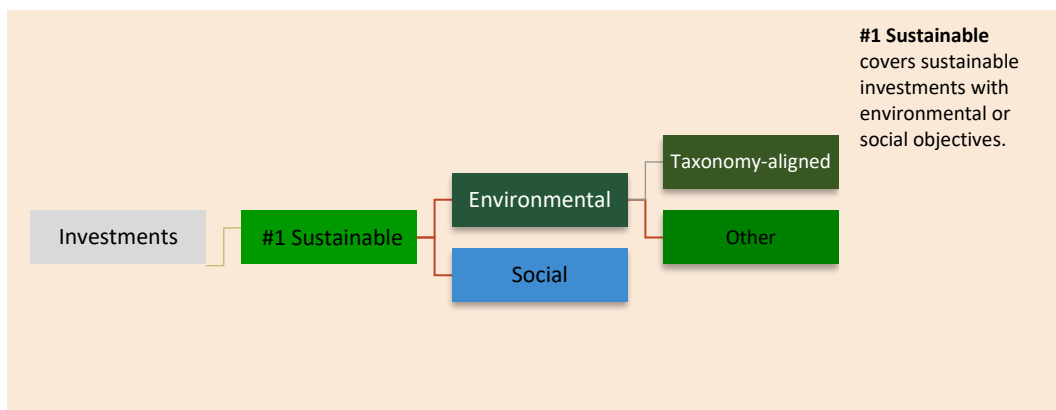 Investments
#1 Sustainable
Environmental
Social
Taxonomy-aligned
Other
#1 Sustainable
covers sustainable
investments with
environmental or
social objectives.